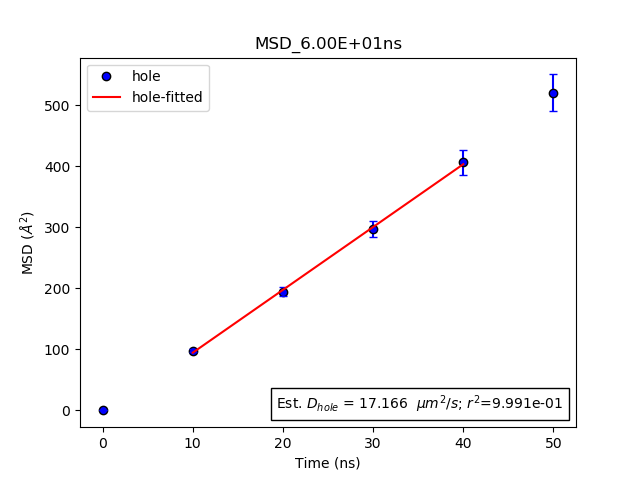 MSD_6.00E+01ns
hole
hole-fitted
MSD (Å²)
500
400
300
200
100
0
Est. D_hole = 17.166 μm²/s; r²=9.991e-01
0 10 20 30 40 50
Time (ns)